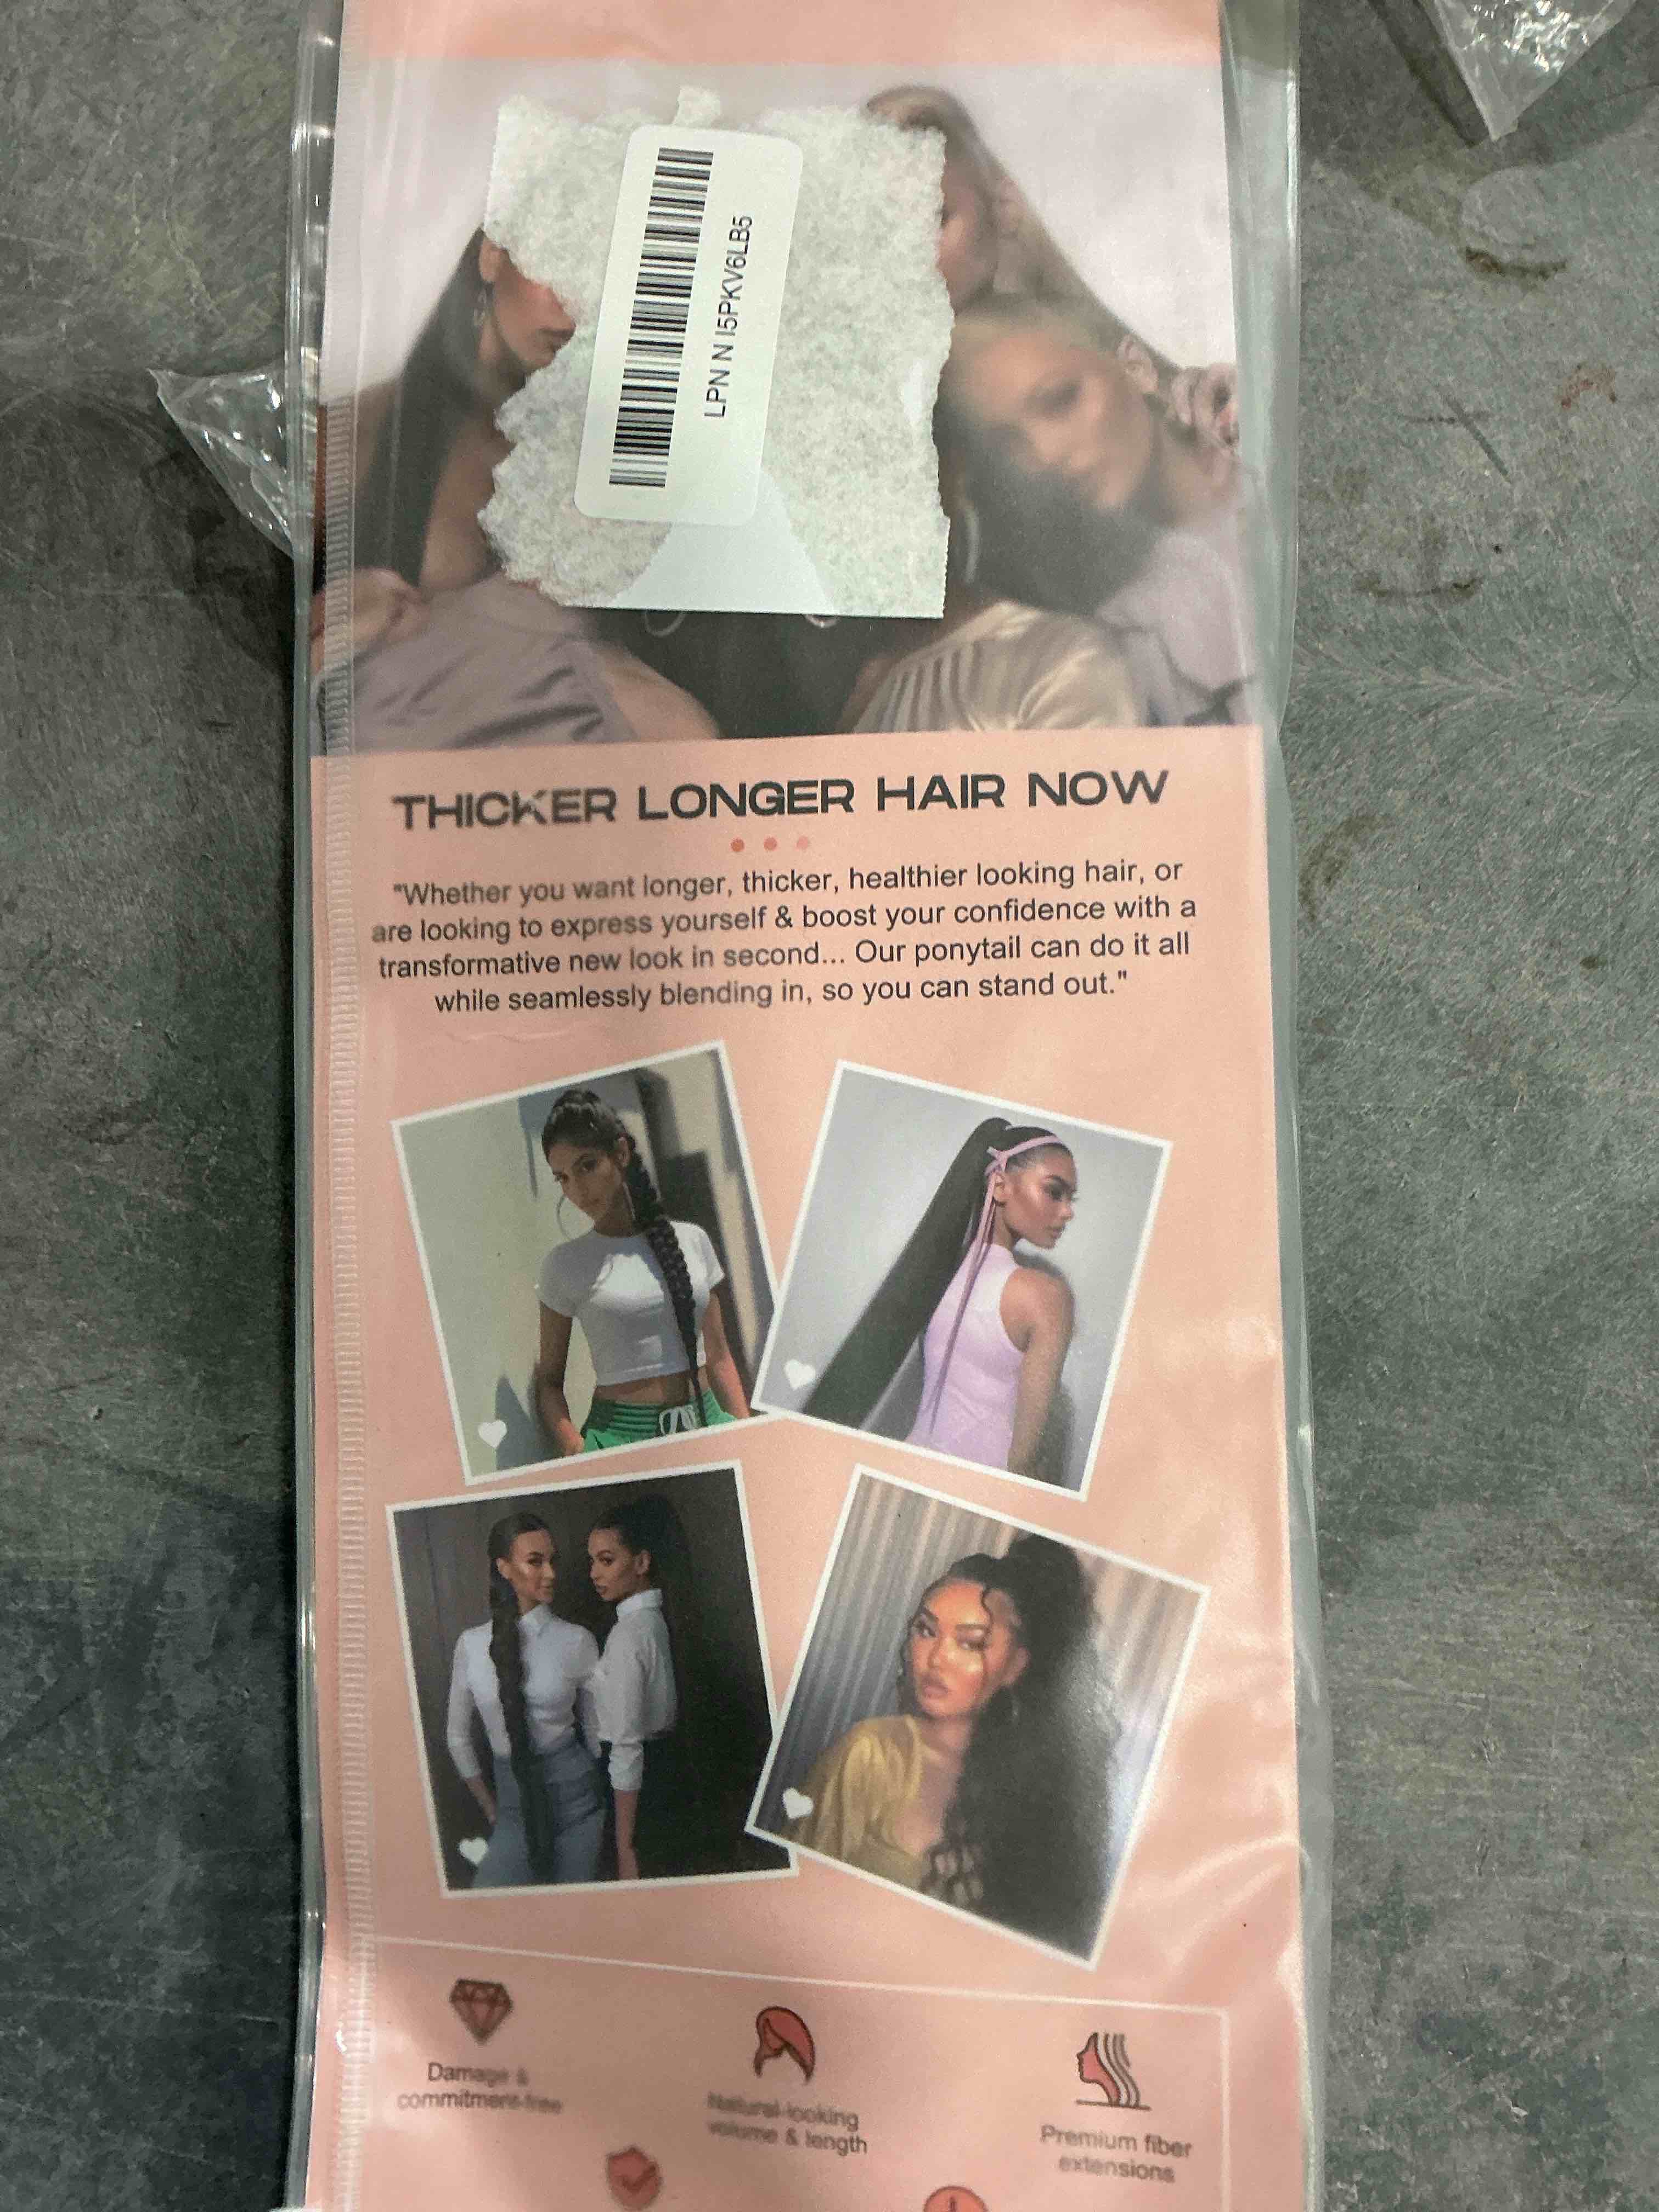 LPN N I5PKV6LB5
THICKER LONGER HAIR NOW
"Whether you want longer, thicker, healthier looking hair, or
are looking to express yourself & boost your confidence with a
transformative new look in second... Our ponytail can do it all
while seamlessly blending in, so you can stand out."
Damage &
commitment-free
Natural-looking
volume & length
Premium fiber
extensions